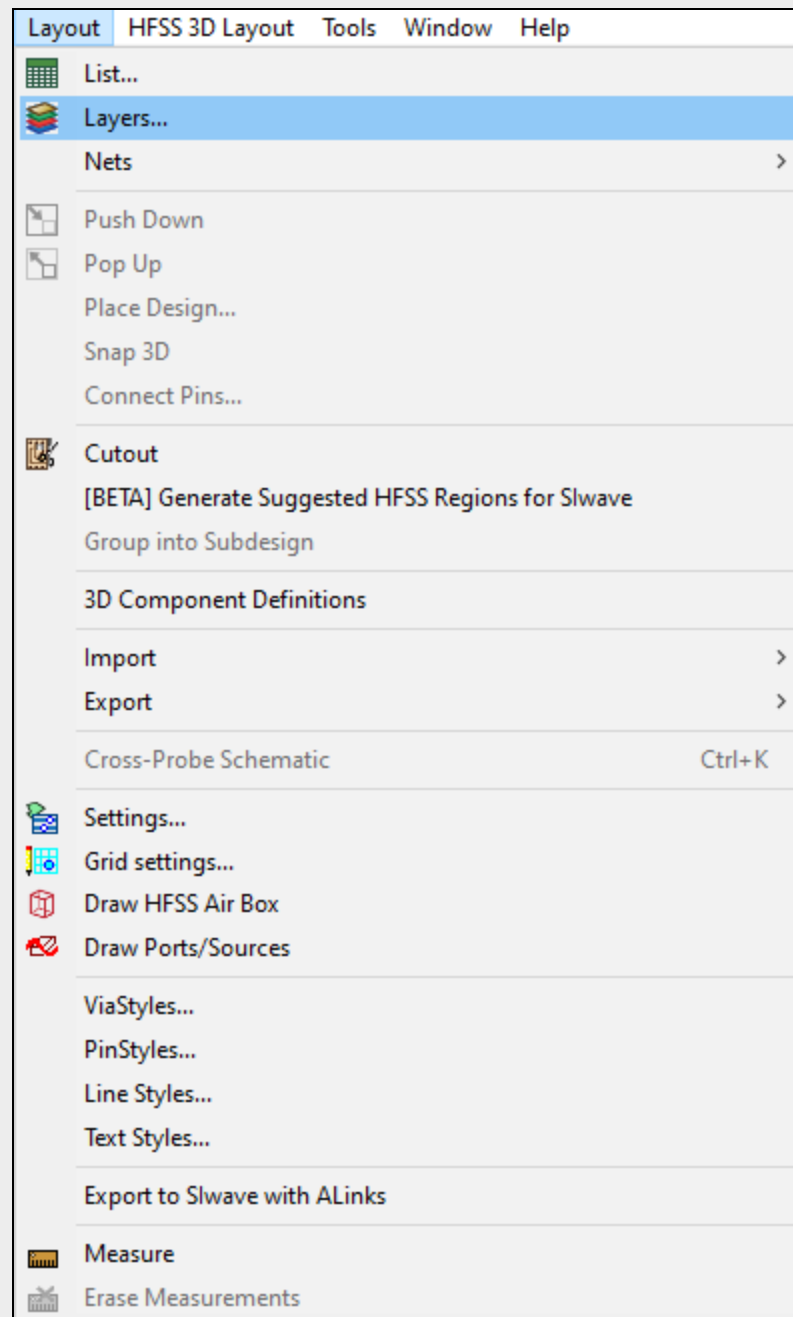 Layout HFSS 3D Layout Tools Window Help
List...
Layers...
Nets
Push Down
Pop Up
Place Design...
Snap 3D
Connect Pins...
Cutout
[BETA] Generate Suggested HFSS Regions for SIwave
Group into Subdesign
3D Component Definitions
Import
Export
Cross-Probe Schematic Ctrl+K
Settings...
Grid settings...
Draw HFSS Air Box
Draw Ports/Sources
ViaStyles...
PinStyles...
Line Styles...
Text Styles...
Export to SIwave with ALinks
Measure
Erase Measurements